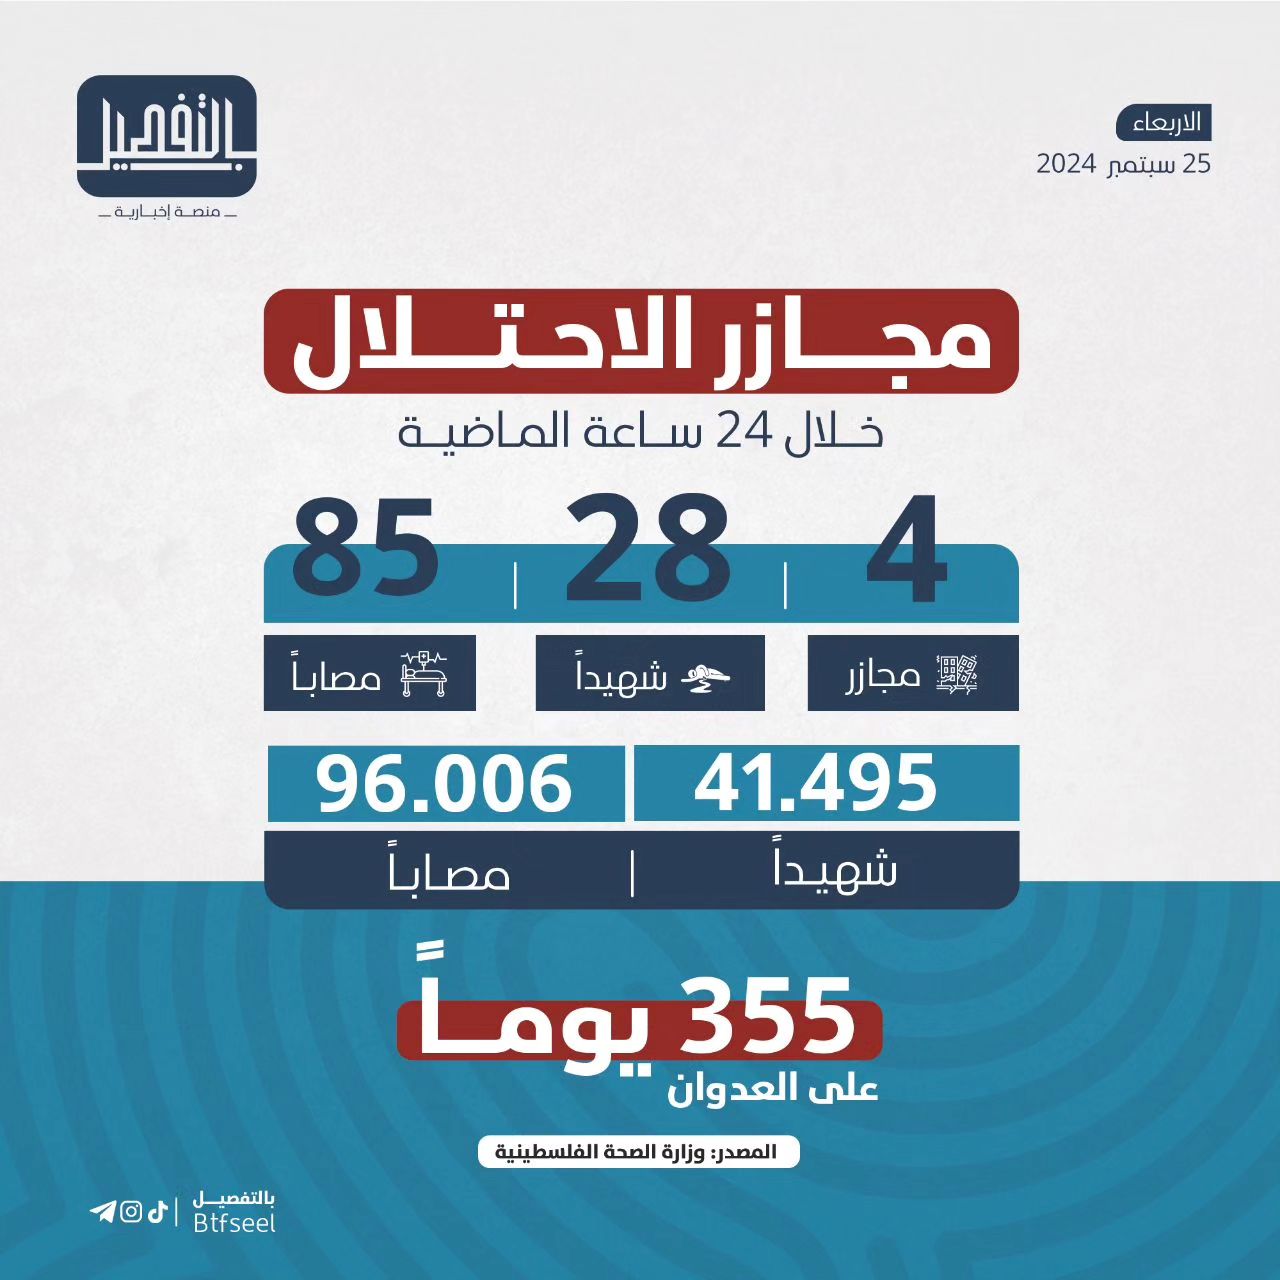 بالتفصيل
منصة إخبارية
الاربعاء
25 سبتمبر 2024
مجازر الاحتلال
خلال 24 ساعة الماضية
4 28 85
مجازر شهيداً مصاباً
41.495 96.006
شهيداً مصاباً
355 يوماً
على العدوان
المصدر: وزارة الصحة الفلسطينية
بالتفصيل
Btfseel